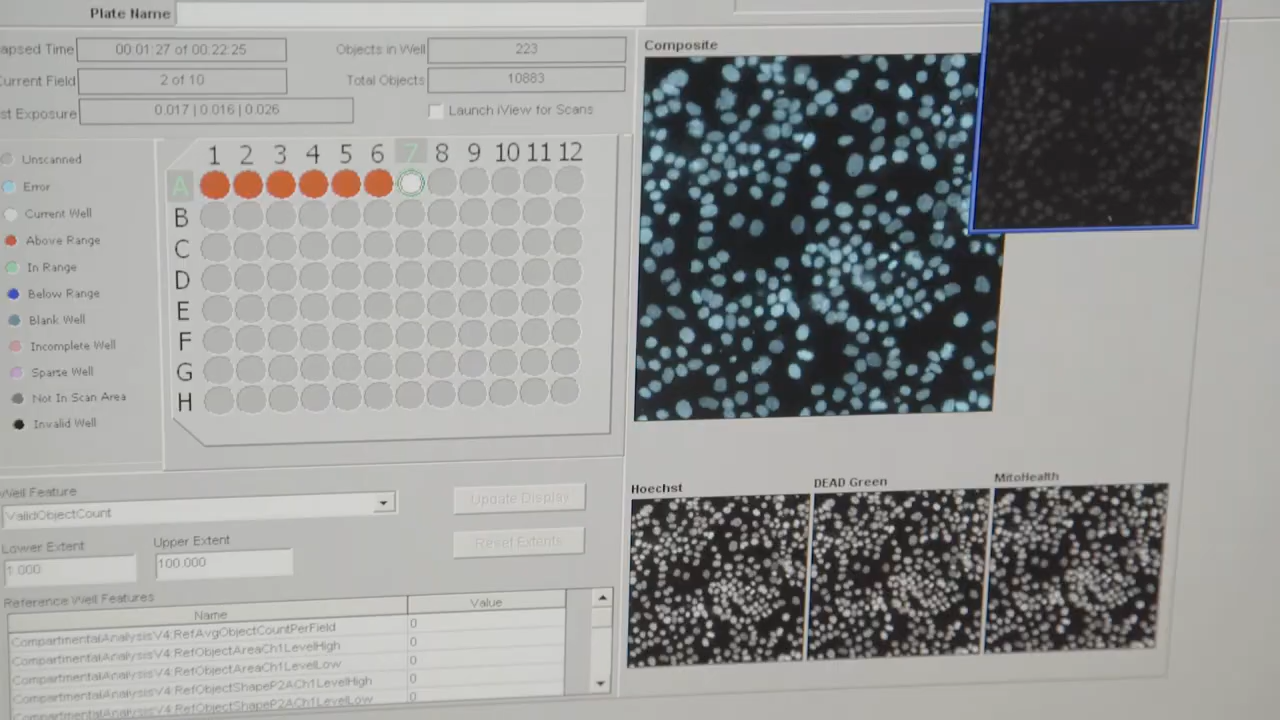 Plate Name
apsed Time 00:01:27 of 00:22:25 Objects in Well 223
Current Field 2 of 10 Total Objects 10883
st Exposure 0.017 | 0.016 | 0.026 Launch iView for Scans
Unscanned
Error
Current Well
Above Range
In Range
Below Range
Blank Well
Incomplete Well
Sparse Well
Not In Scan Area
Invalid Well
1 2 3 4 5 6 7 8 9 10 11 12
A
B
C
D
E
F
G
H
Well Feature
ValidObjectCount
Update Display
Lower Extent Upper Extent
1.000 100.000
Reset Extents
Reference Well Features
Name Value
CompartmentalAnalysisV4:RefAvgObjectCountPerField 0
CompartmentalAnalysisV4:RefObjectAreaCh1LevelHigh 0
CompartmentalAnalysisV4:RefObjectAreaCh1LevelLow 0
CompartmentalAnalysisV4:RefObjectShapeP2ACh1LevelHigh 0
CompartmentalAnalysisV4:RefObjectShapeP2ACh1LevelLow 0
Composite
Hoechst
DEAD Green
MitoHealth